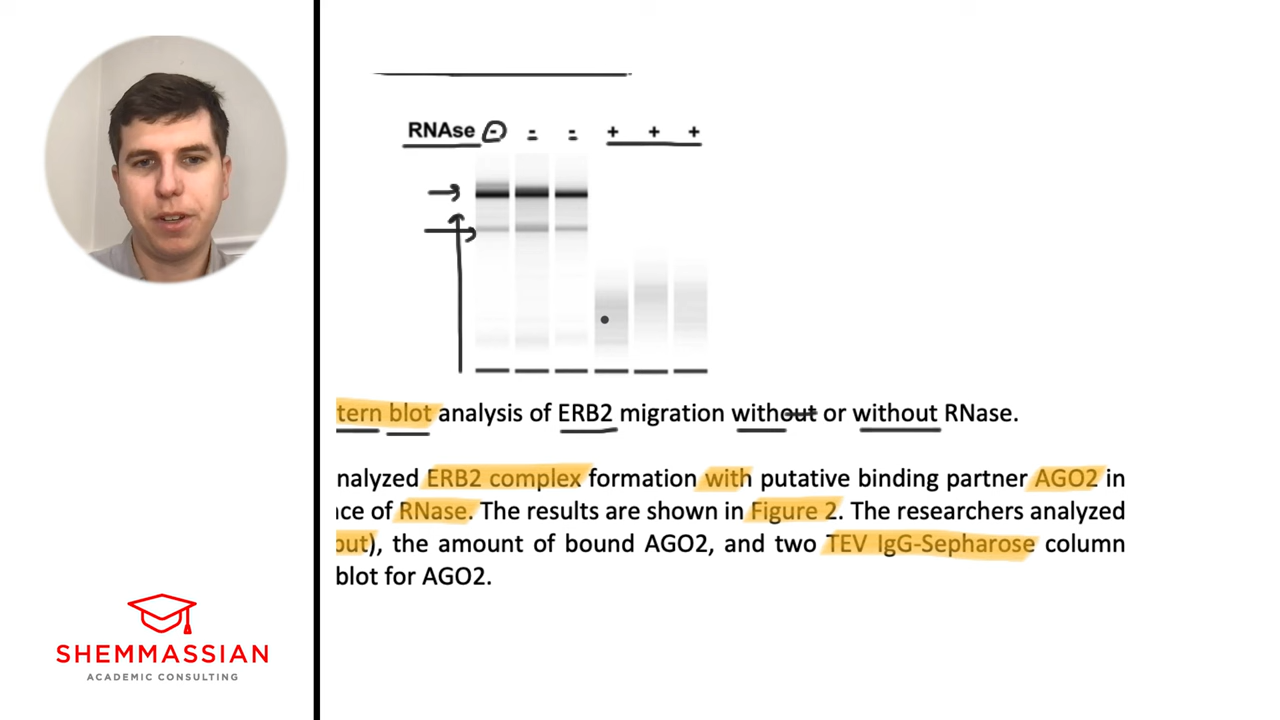 RNAse - - - + + +
tern blot analysis of ERB2 migration without or without RNase.
nalyzed ERB2 complex formation with putative binding partner AGO2 in
ce of RNase. The results are shown in Figure 2. The researchers analyzed
out), the amount of bound AGO2, and two TEV IgG-Sepharose column
blot for AGO2.
SHEMMASSIAN
ACADEMIC CONSULTING